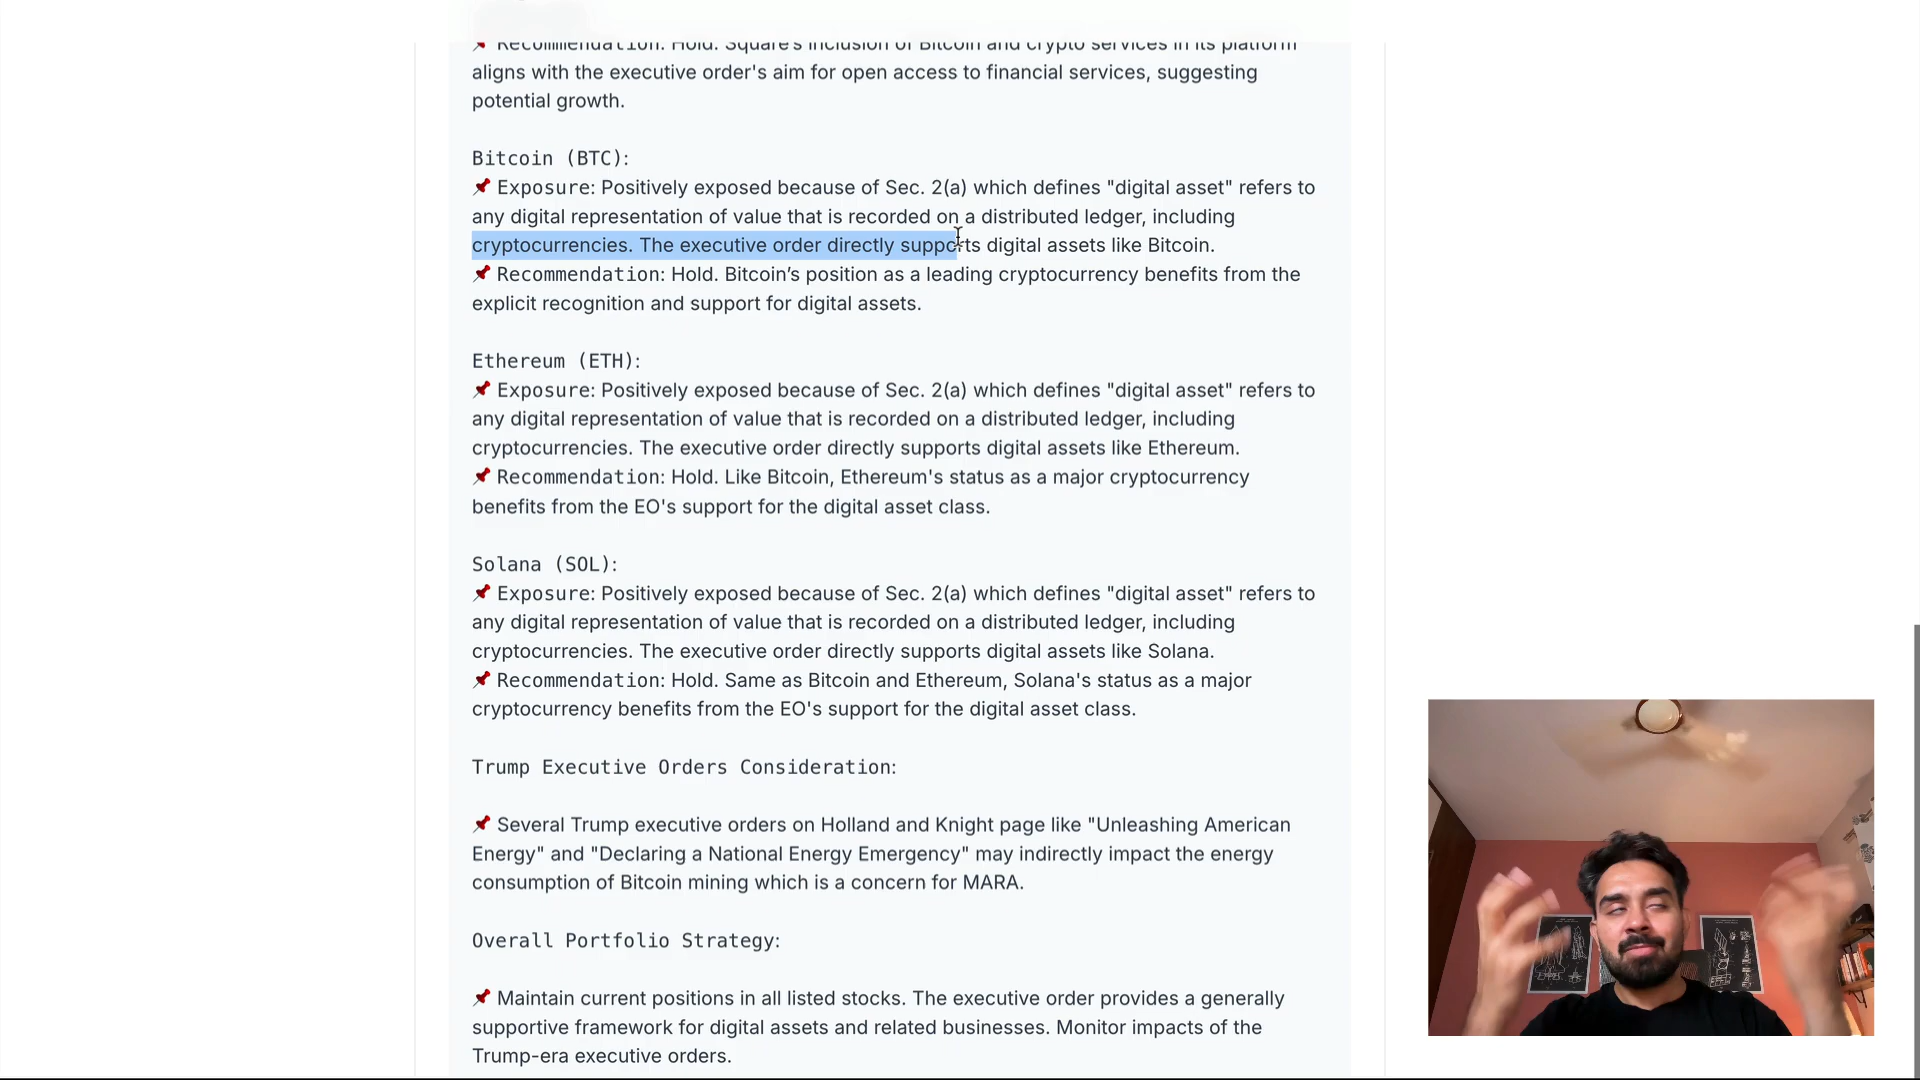 📌 Recommendation: Hold. Square's inclusion of Bitcoin and crypto services in its platform
aligns with the executive order's aim for open access to financial services, suggesting
potential growth.
Bitcoin (BTC):
📌 Exposure: Positively exposed because of Sec. 2(a) which defines "digital asset" refers to
any digital representation of value that is recorded on a distributed ledger, including
cryptocurrencies. The executive order directly supports digital assets like Bitcoin.
📌 Recommendation: Hold. Bitcoin’s position as a leading cryptocurrency benefits from the
explicit recognition and support for digital assets.
Ethereum (ETH):
📌 Exposure: Positively exposed because of Sec. 2(a) which defines "digital asset" refers to
any digital representation of value that is recorded on a distributed ledger, including
cryptocurrencies. The executive order directly supports digital assets like Ethereum.
📌 Recommendation: Hold. Like Bitcoin, Ethereum's status as a major cryptocurrency
benefits from the EO's support for the digital asset class.
Solana (SOL):
📌 Exposure: Positively exposed because of Sec. 2(a) which defines "digital asset" refers to
any digital representation of value that is recorded on a distributed ledger, including
cryptocurrencies. The executive order directly supports digital assets like Solana.
📌 Recommendation: Hold. Same as Bitcoin and Ethereum, Solana's status as a major
cryptocurrency benefits from the EO's support for the digital asset class.
Trump Executive Orders Consideration:
📌 Several Trump executive orders on Holland and Knight page like "Unleashing American
Energy" and "Declaring a National Energy Emergency" may indirectly impact the energy
consumption of Bitcoin mining which is a concern for MARA.
Overall Portfolio Strategy:
📌 Maintain current positions in all listed stocks. The executive order provides a generally
supportive framework for digital assets and related businesses. Monitor impacts of the
Trump-era executive orders.